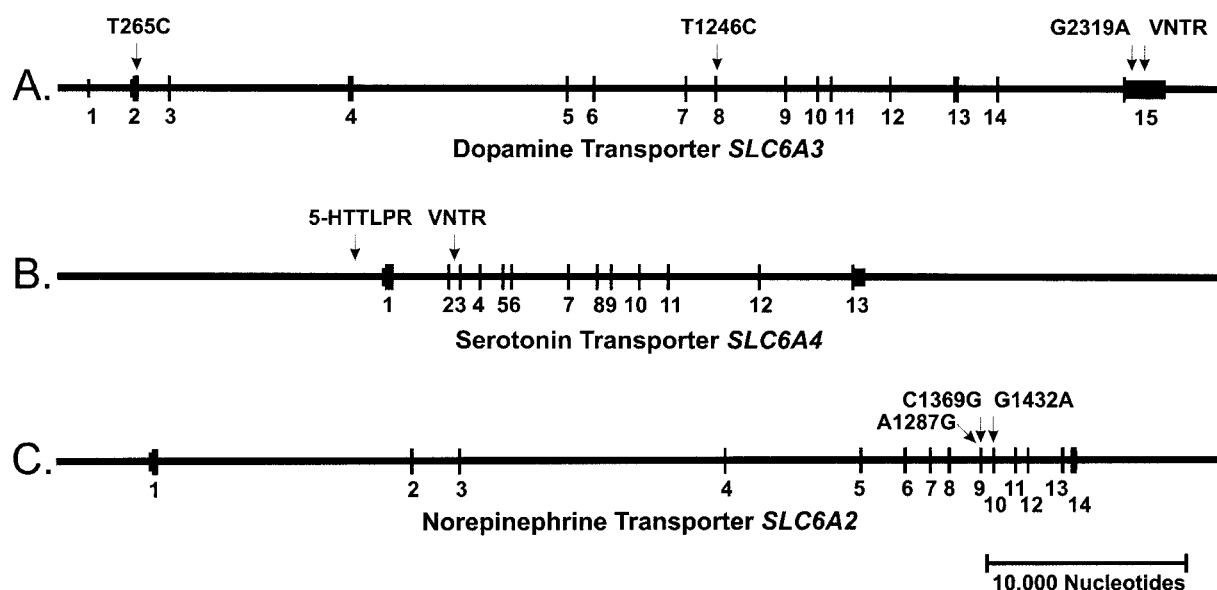 T265C T1246C G2319A VNTR
A.
1 2 3 4 5 6 7 8 9 10 11 12 13 14 15
Dopamine Transporter SLC6A3
5-HTTLPR VNTR
B.
1 2 3 4 5 6 7 8 9 10 11 12 13
Serotonin Transporter SLC6A4
C1369G G1432A
A1287G
C.
1 2 3 4 5 6 7 8 9 10 11 12 13 14
Norepinephrine Transporter SLC6A2
10,000 Nucleotides